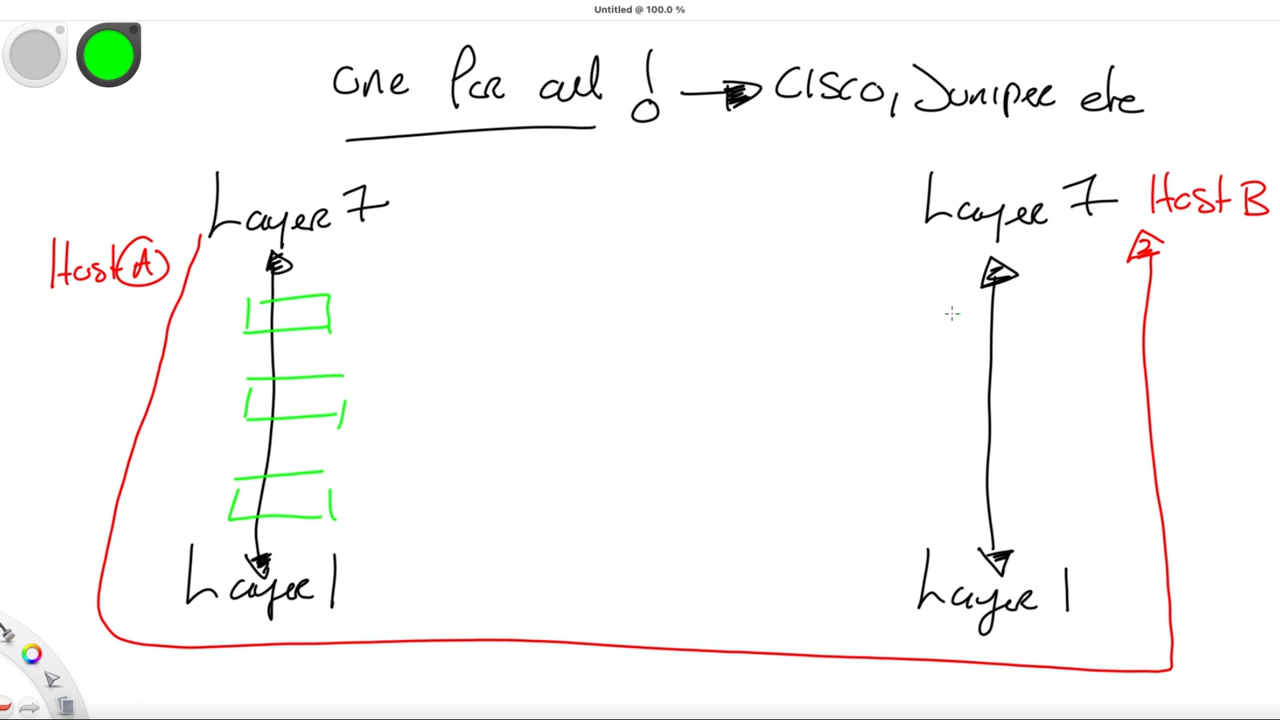 Untitled @ 100.0 %
one For all ! → CISCO, Juniper etc
Layer 7
Layer 7
Host B
Host A
Layer 1
Layer 1